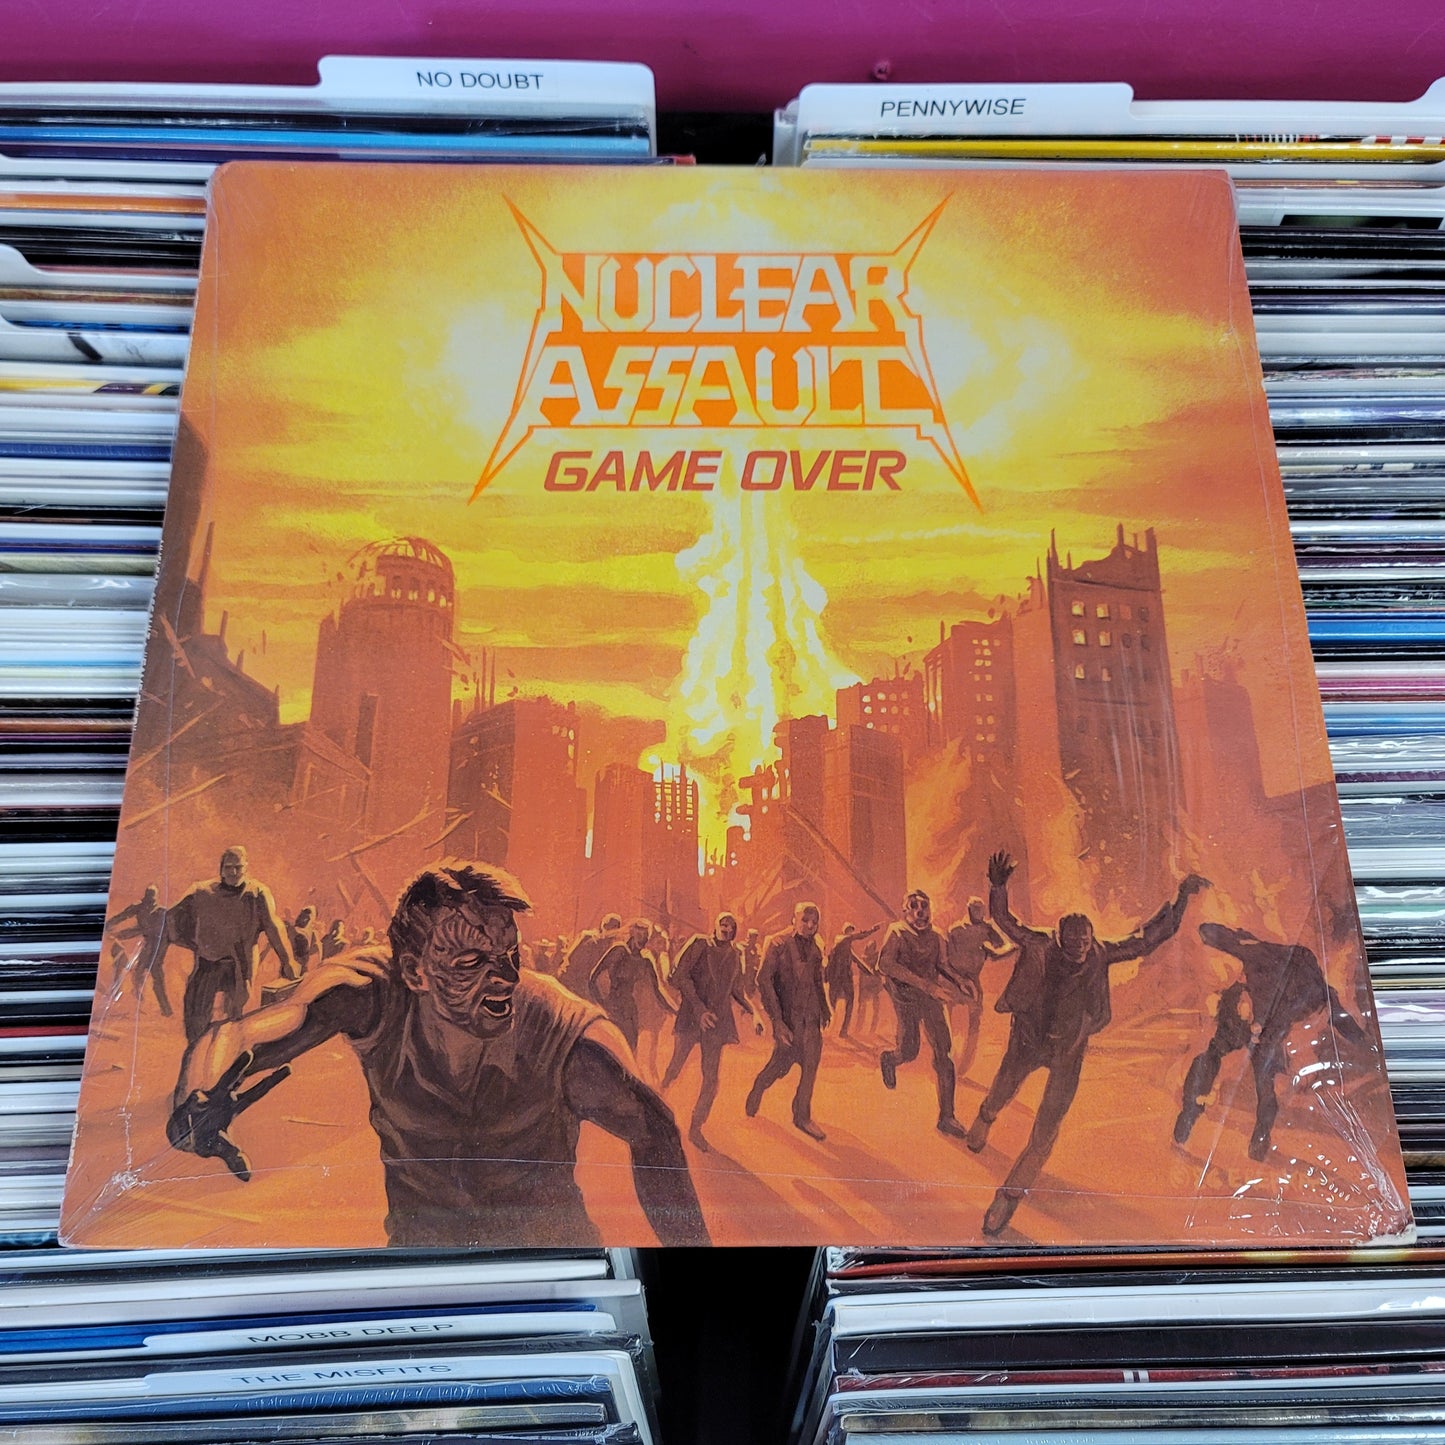 NO DOUBT
PENNYWISE
NUCLEAR
ASSAULT
GAME OVER
MOBB DEEP
THE MISFITS